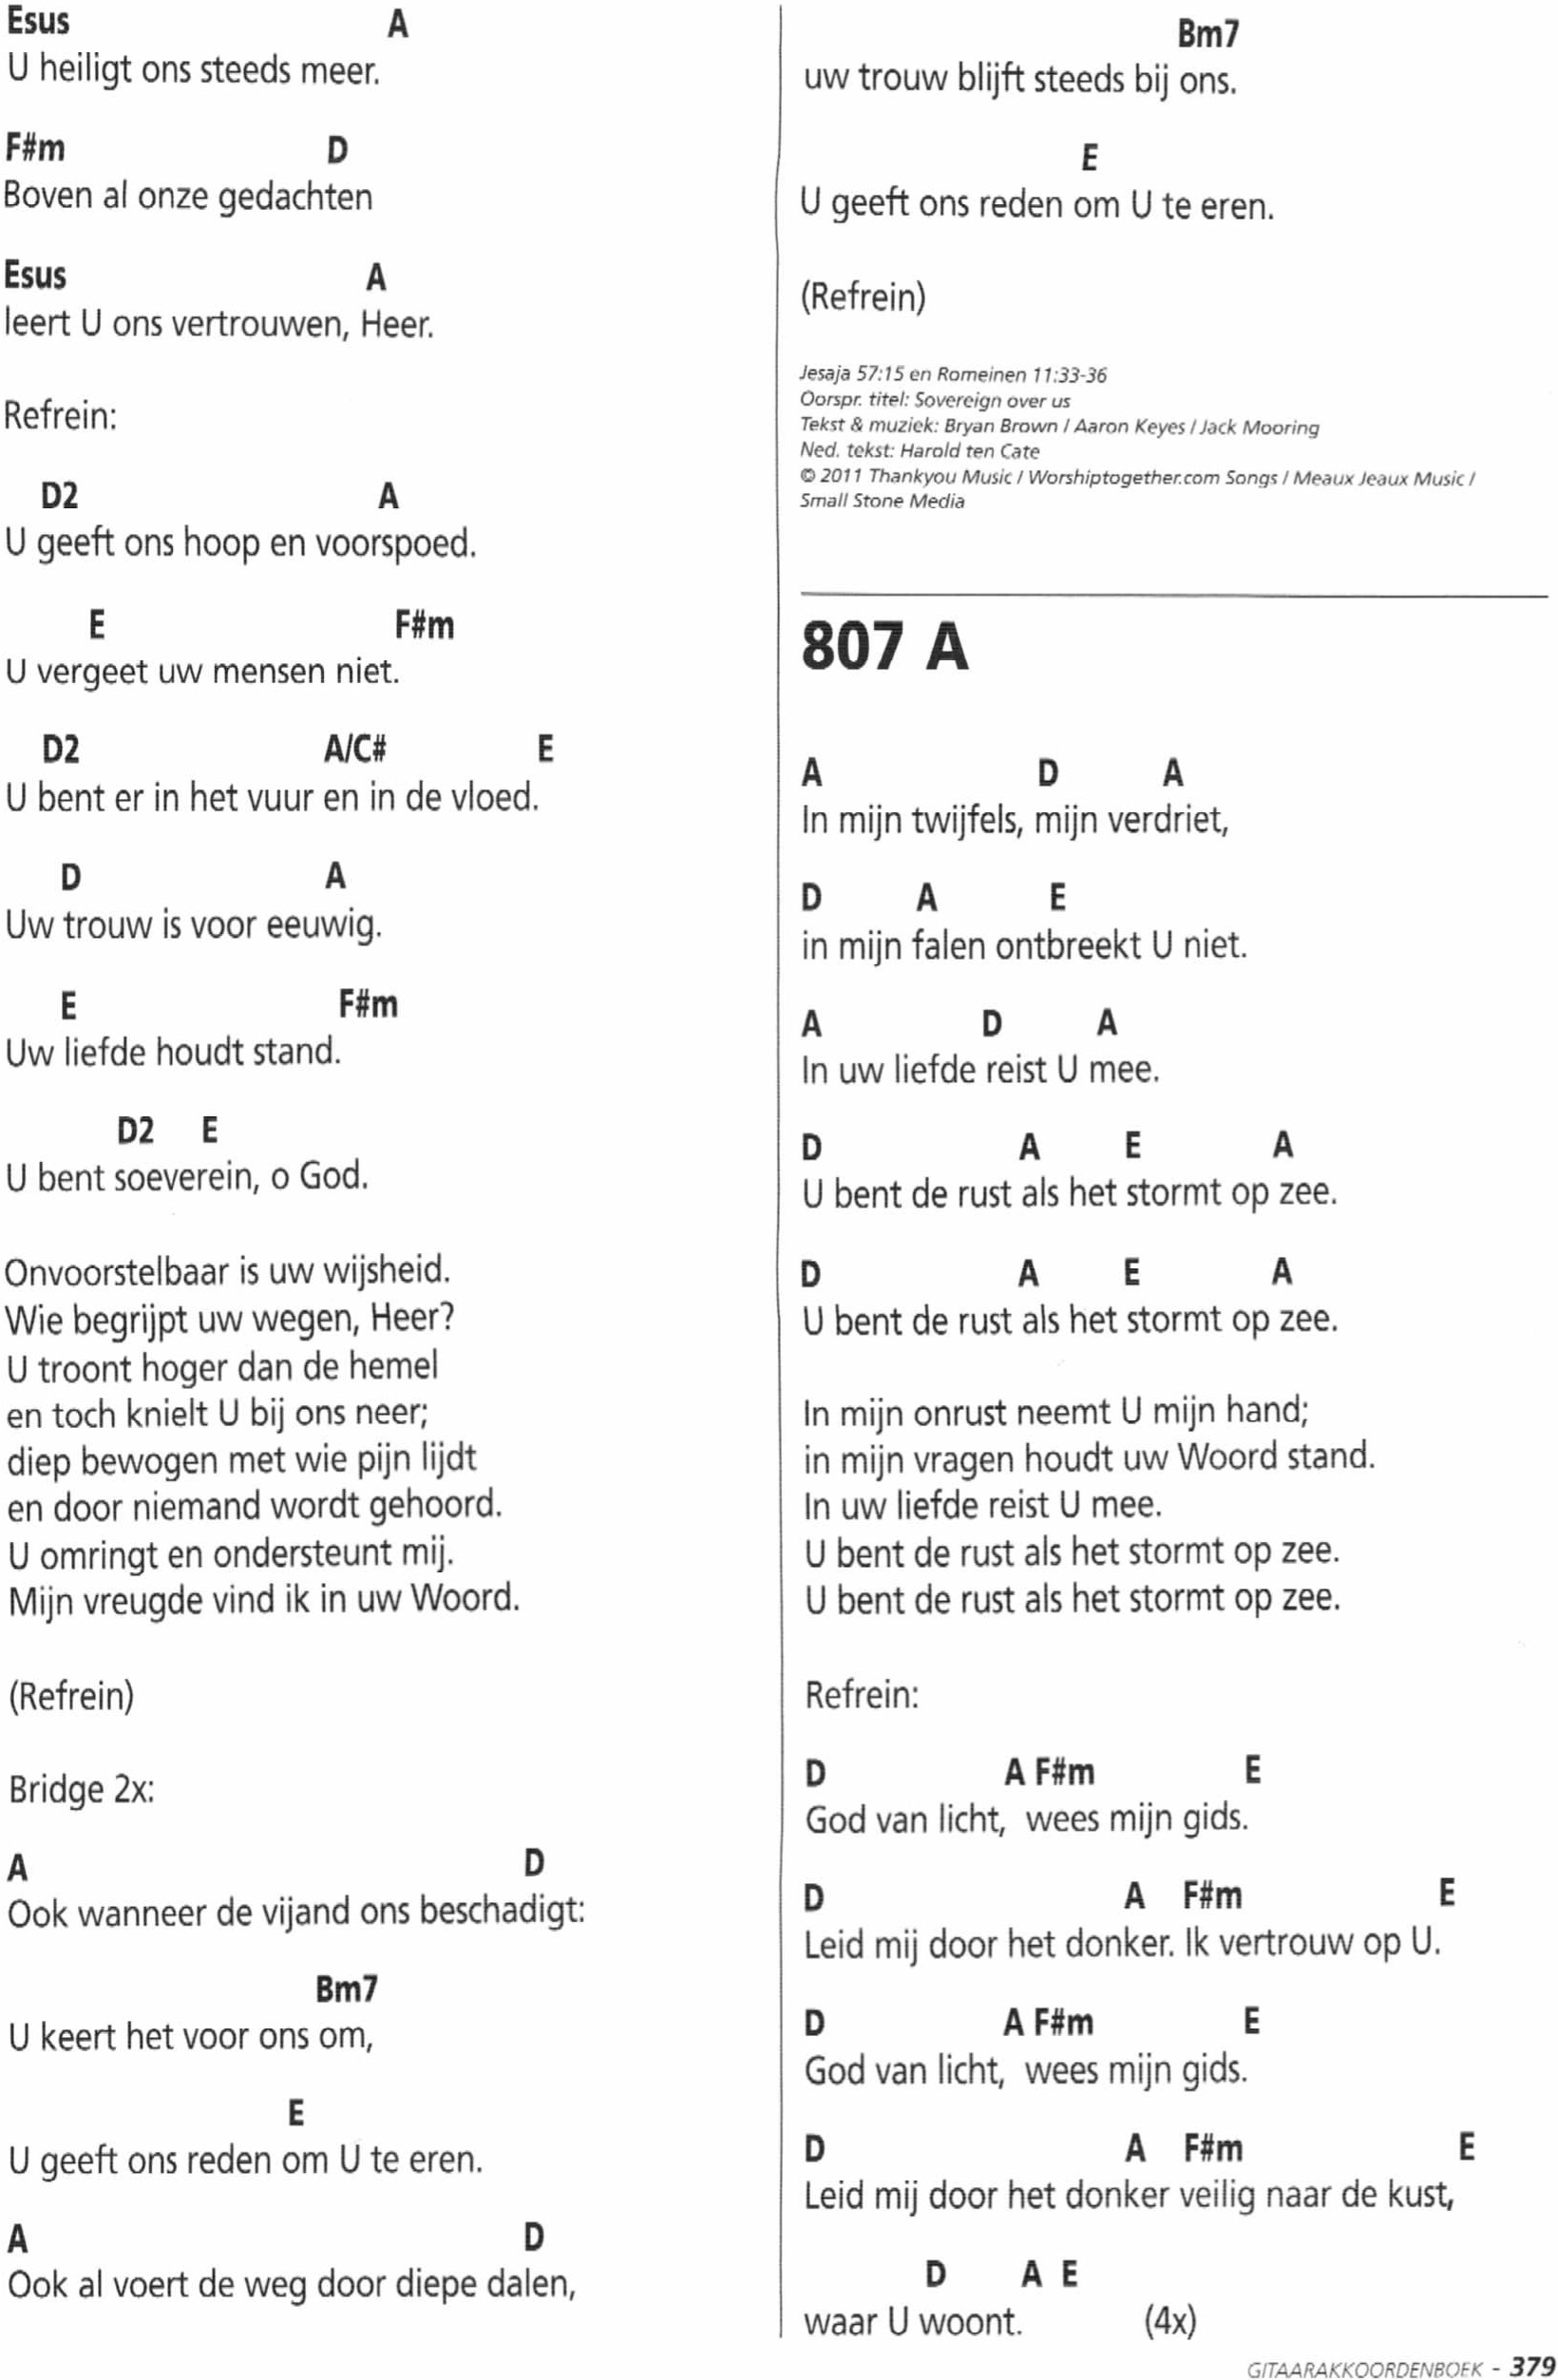 Esus A
U heiligt ons steeds meer.
F#m D
Boven al onze gedachten
Esus A
leert U ons vertrouwen, Heer.
Refrein:
D2 A
U geeft ons hoop en voorspoed.
E F#m
U vergeet uw mensen niet.
D2 A/C# E
U bent er in het vuur en in de vloed.
D A
Uw trouw is voor eeuwig.
E F#m
Uw liefde houdt stand.
D2 E
U bent soeverein, o God.
Onvoorstelbaar is uw wijsheid.
Wie begrijpt uw wegen, Heer?
U troont hoger dan de hemel
en toch knielt U bij ons neer;
diep bewogen met wie pijn lijdt
en door niemand wordt gehoord.
U omringt en ondersteunt mij.
Mijn vreugde vind ik in uw Woord.
(Refrein)
Bridge 2x:
A D
Ook wanneer de vijand ons beschadigt:
Bm7
U keert het voor ons om,
E
U geeft ons reden om U te eren.
A D
Ook al voert de weg door diepe dalen,
Bm7
uw trouw blijft steeds bij ons.
E
U geeft ons reden om U te eren.
(Refrein)
Jesaja 57:15 en Romeinen 11:33-36
Oorspr. titel: Sovereign over us
Tekst & muziek: Bryan Brown / Aaron Keyes / Jack Mooring
Ned. tekst: Harold ten Cate
© 2011 Thankyou Music / Worshiptogether.com Songs / Meaux Jeaux Music /
Small Stone Media
807 A
A D A
In mijn twijfels, mijn verdriet,
D A E
in mijn falen ontbreekt U niet.
A D A
In uw liefde reist U mee.
D A E A
U bent de rust als het stormt op zee.
D A E A
U bent de rust als het stormt op zee.
In mijn onrust neemt U mijn hand;
in mijn vragen houdt uw Woord stand.
In uw liefde reist U mee.
U bent de rust als het stormt op zee.
U bent de rust als het stormt op zee.
Refrein:
D A F#m E
God van licht, wees mijn gids.
D A F#m E
Leid mij door het donker. Ik vertrouw op U.
D A F#m E
God van licht, wees mijn gids.
D A F#m E
Leid mij door het donker veilig naar de kust,
D A E
waar U woont. (4x)
GITAARAKKOORDENBOEK - 379